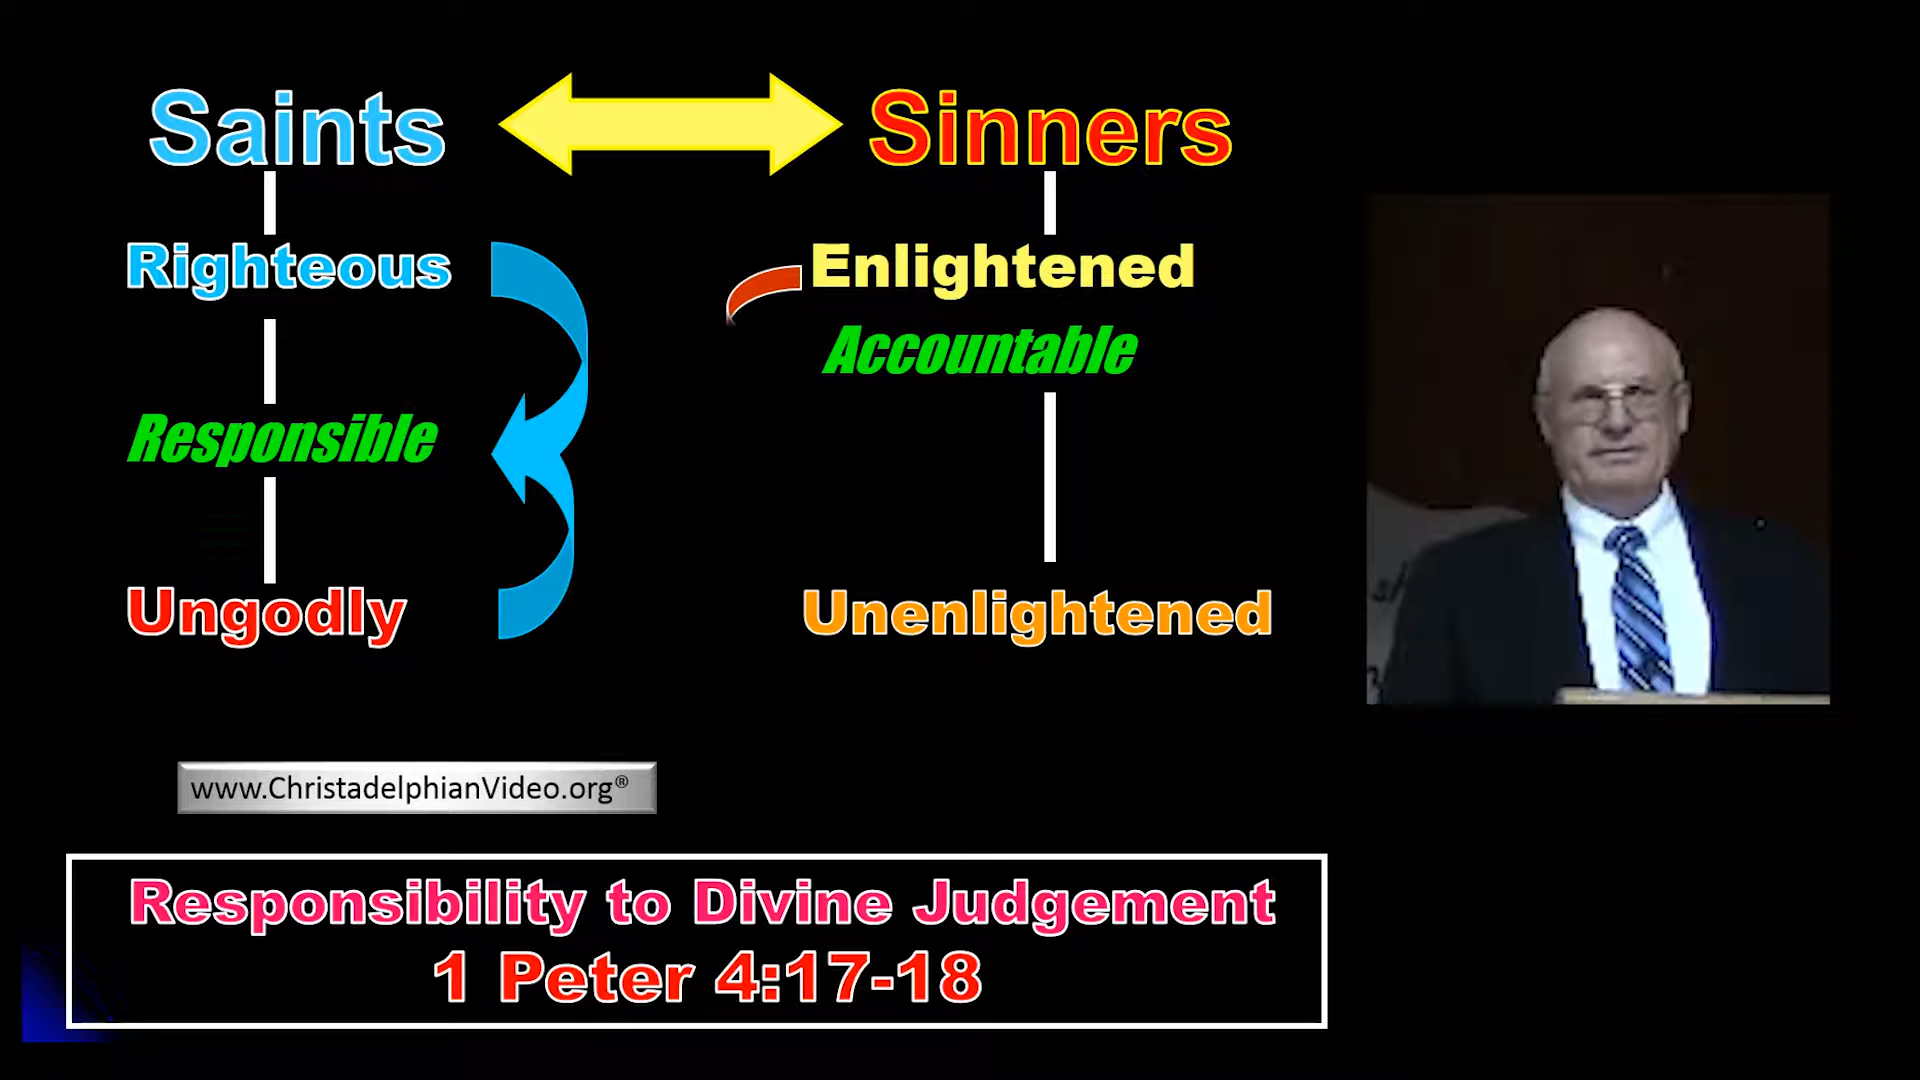 Saints Sinners
Righteous Enlightened
Accountable
Responsible
Ungodly Unenlightened
www.ChristadelphianVideo.org®
Responsibility to Divine Judgement
1 Peter 4:17-18